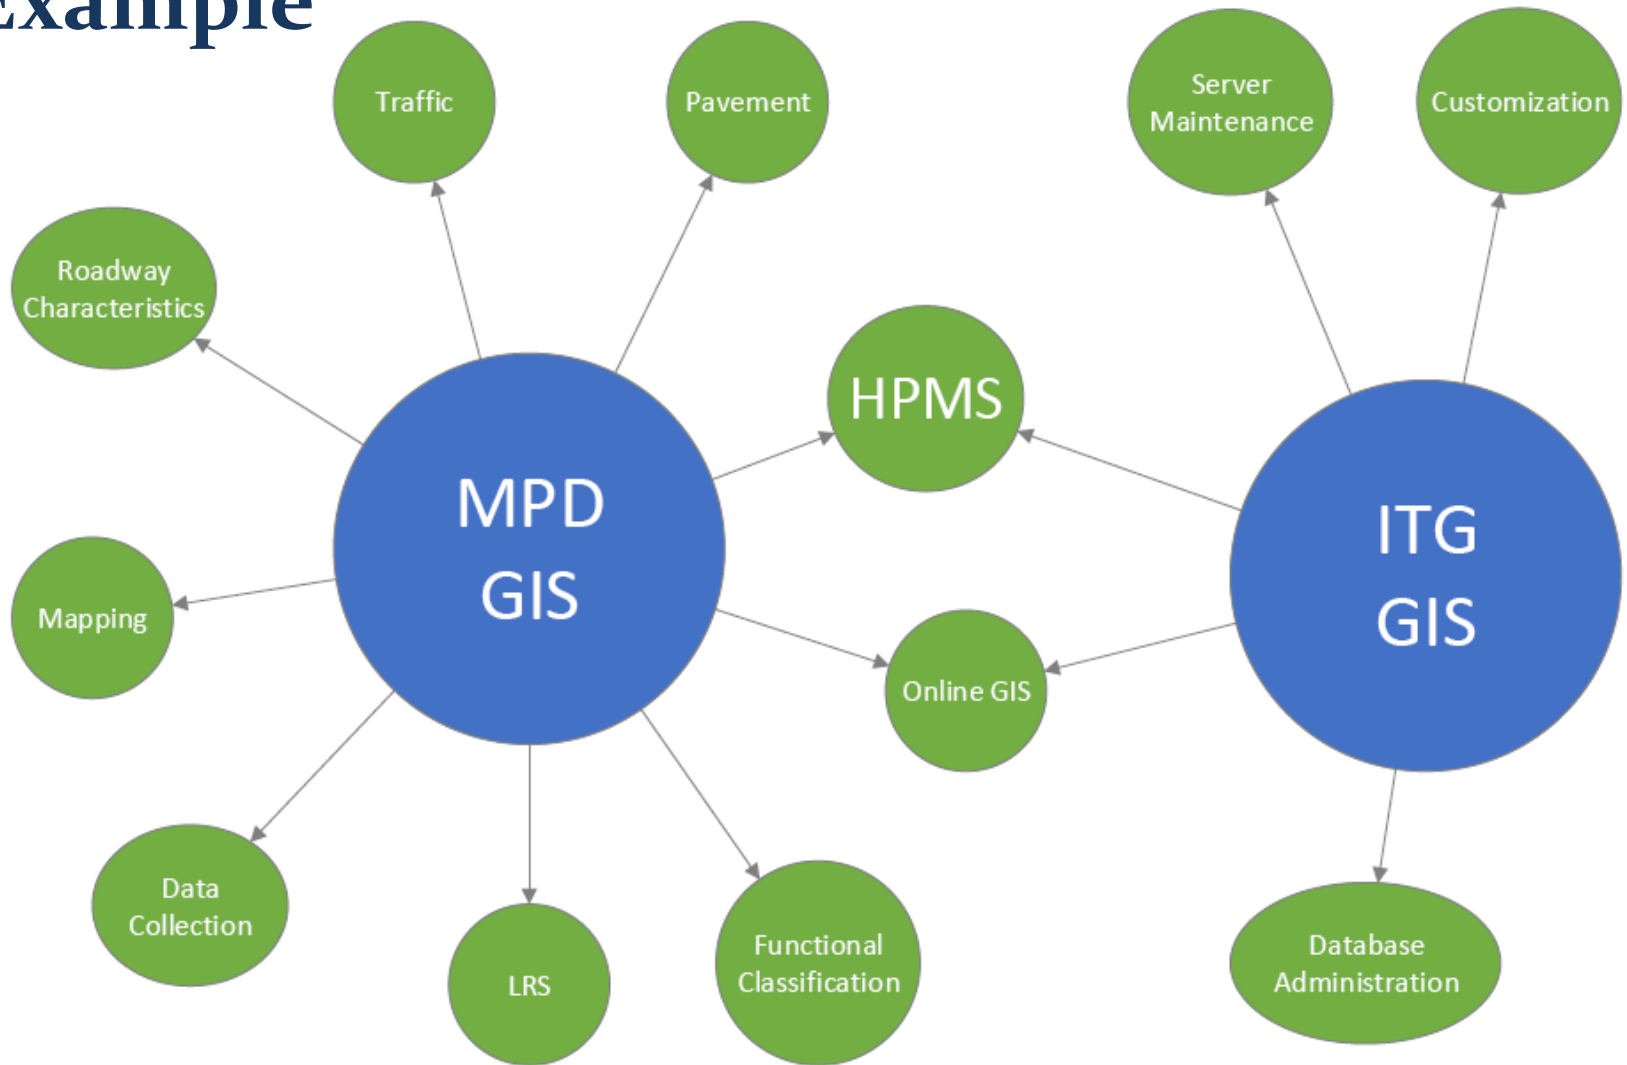 Example
Traffic
Pavement
Server
Maintenance
Customization
Roadway
Characteristics
HPMS
MPD
GIS
ITG
GIS
Mapping
Online GIS
Data
Collection
LRS
Functional
Classification
Database
Administration